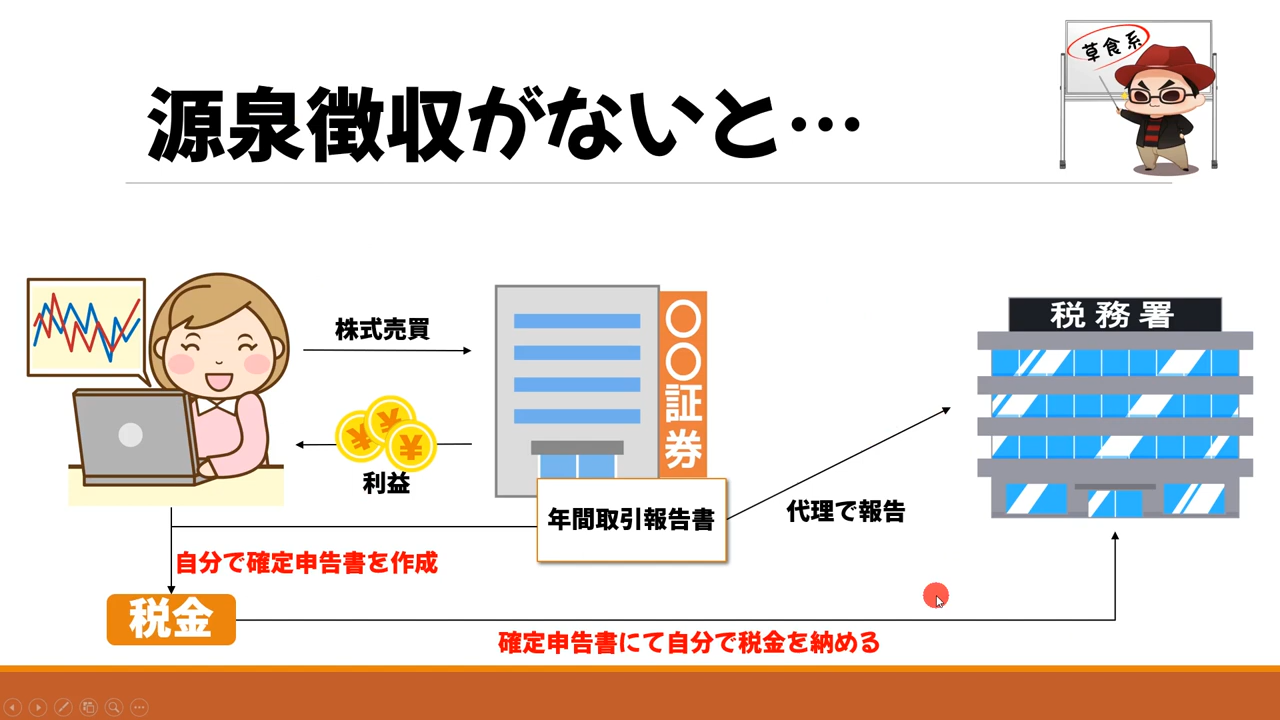 源泉徴収がないと…
草食系
株式売買
利益
〇〇証券
税務署
年間取引報告書
代理で報告
自分で確定申告書を作成
税金
確定申告書にて自分で税金を納める